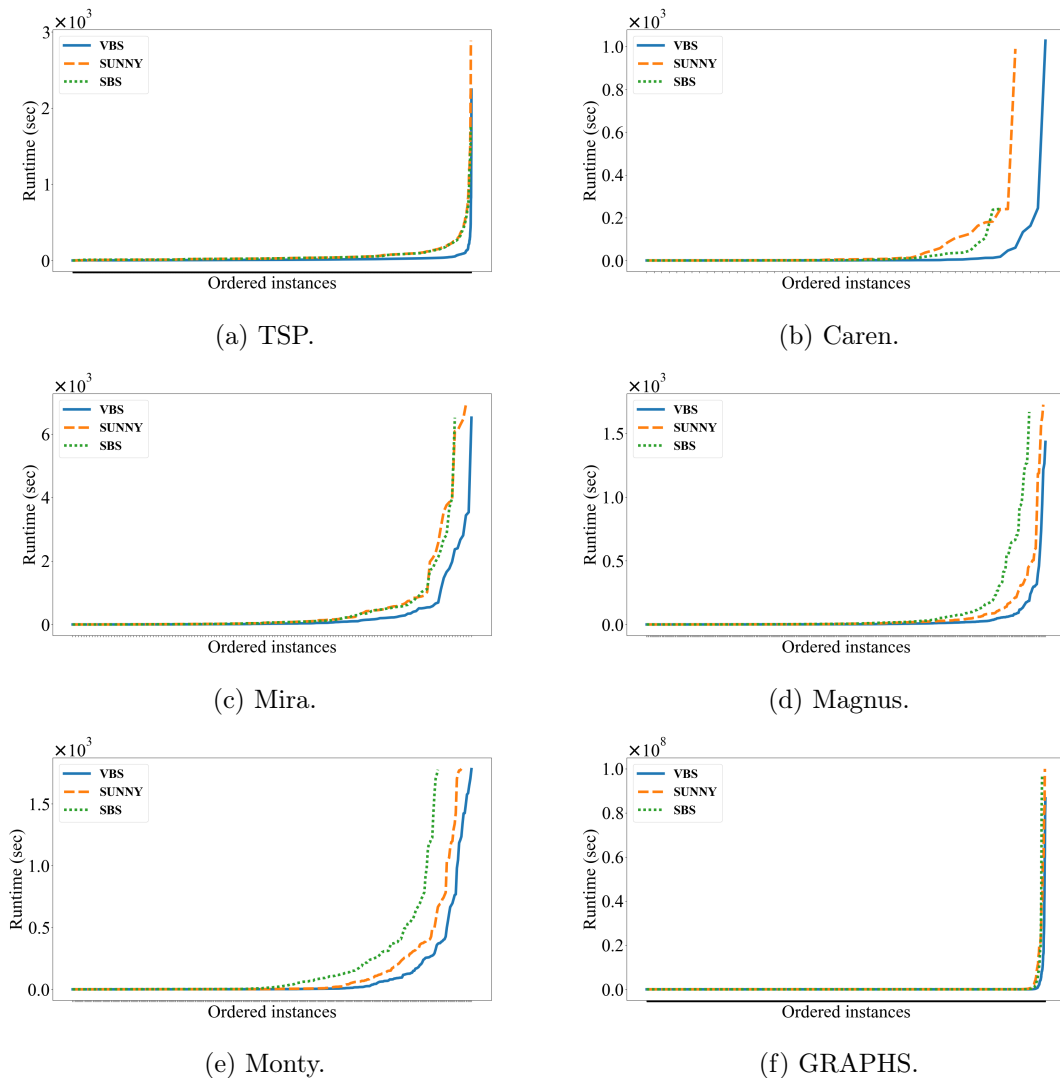 ×10³
3
2
1
0
Runtime (sec)
VBS
SUNNY
SBS
Ordered instances
(a) TSP.
×10³
1.0
0.8
0.6
0.4
0.2
0.0
Runtime (sec)
VBS
SUNNY
SBS
Ordered instances
(b) Caren.
×10³
6
4
2
0
Runtime (sec)
VBS
SUNNY
SBS
Ordered instances
(c) Mira.
×10³
1.5
1.0
0.5
0.0
Runtime (sec)
VBS
SUNNY
SBS
Ordered instances
(d) Magnus.
×10³
1.5
1.0
0.5
0.0
Runtime (sec)
VBS
SUNNY
SBS
Ordered instances
(e) Monty.
×10⁸
1.0
0.8
0.6
0.4
0.2
0.0
Runtime (sec)
VBS
SUNNY
SBS
Ordered instances
(f) GRAPHS.